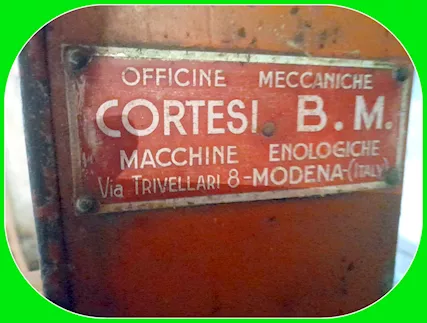 OFFICINE MECCANICHE
CORTESI B.M.
MACCHINE ENOLOGICHE
Via TRIVELLARI 8-MODENA-(ITALY)